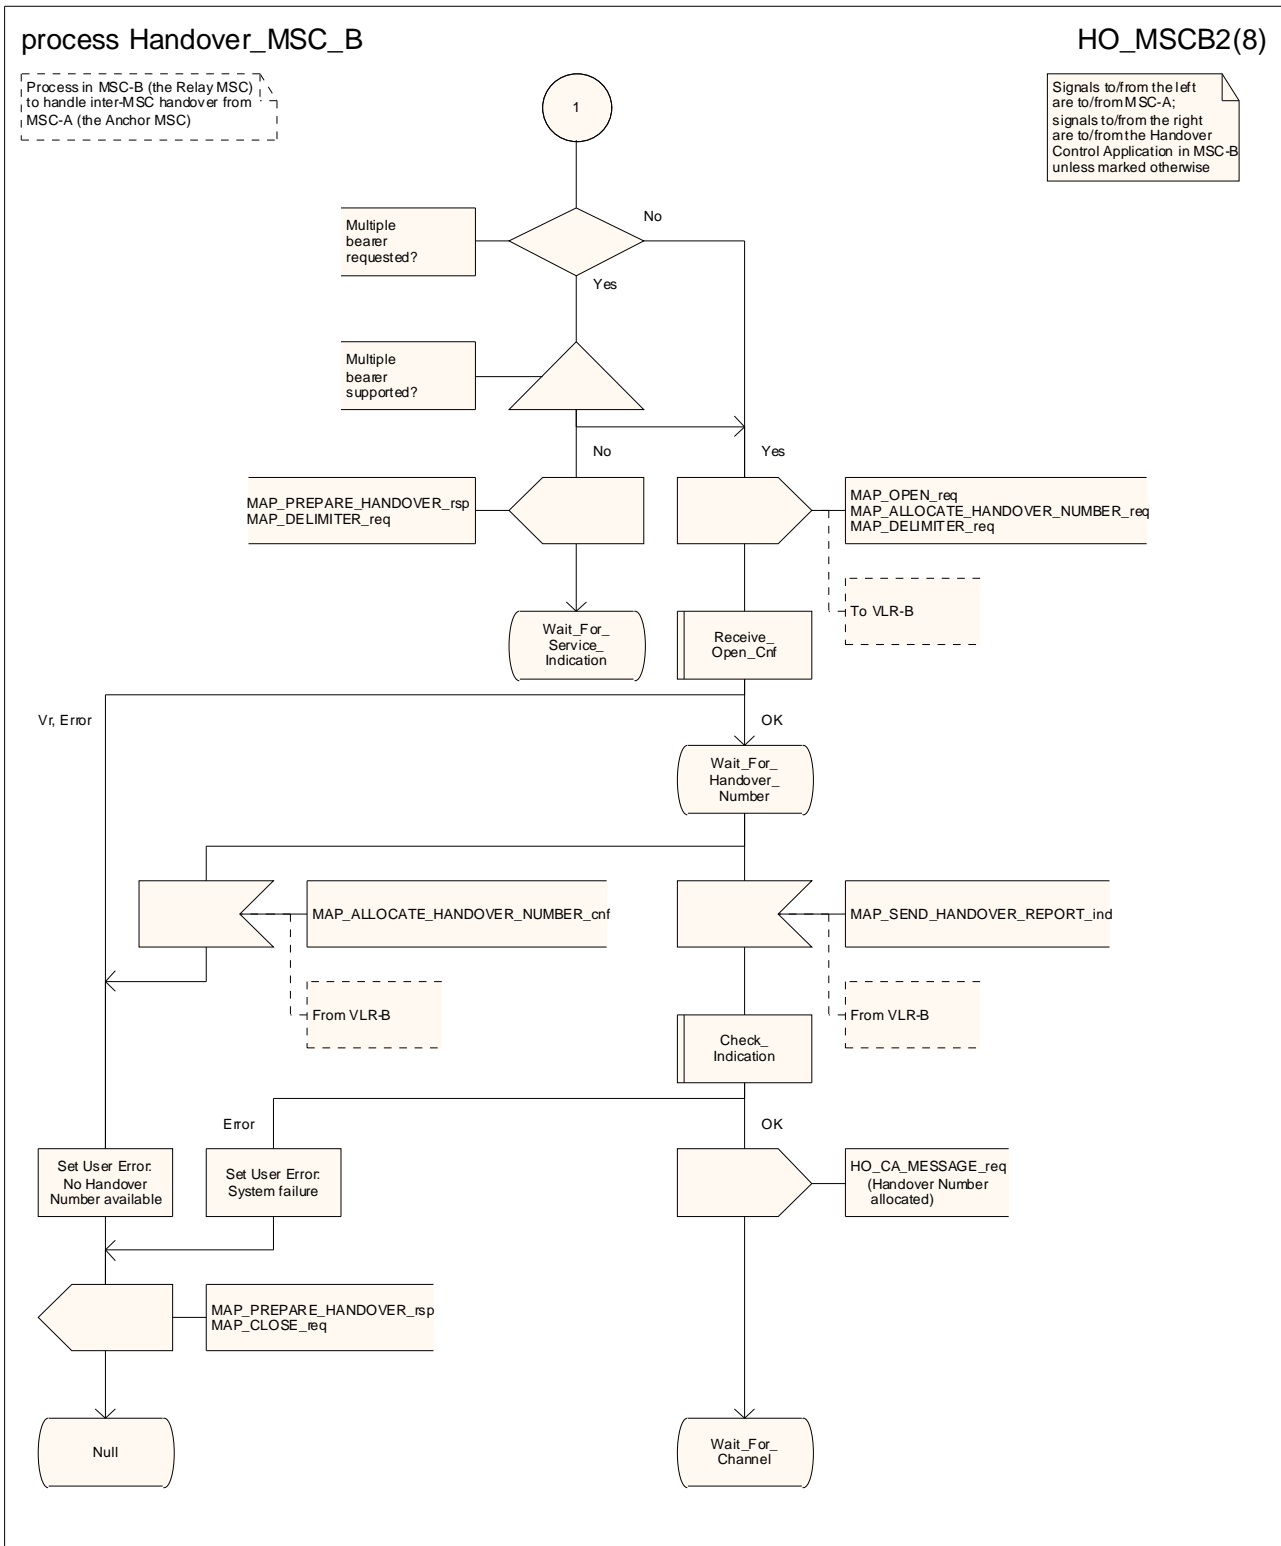 process Handover_MSC_B
HO_MSCB2(8)
Process in MSC-B (the Relay MSC)
to handle inter-MSC handover from
MSC-A (the Anchor MSC)
1
Signals to/from the left
are to/from MSC-A;
signals to/from the right
are to/from the Handover
Control Application in MSC-B
unless marked otherwise
Multiple
bearer
requested?
No
Yes
Multiple
bearer
supported?
No
Yes
MAP_PREPARE_HANDOVER_rsp
MAP_DELIMITER_req
MAP_OPEN_req
MAP_ALLOCATE_HANDOVER_NUMBER_req
MAP_DELIMITER_req
To VLR-B
Wait_For_
Service_
Indication
Receive_
Open_Cnf
Vr, Error
OK
Wait_For_
Handover_
Number
MAP_ALLOCATE_HANDOVER_NUMBER_cnf
MAP_SEND_HANDOVER_REPORT_ind
From VLR-B
From VLR-B
Check_
Indication
Error
OK
Set User Error:
No Handover
Number available
Set User Error:
System failure
HO_CA_MESSAGE_req
(Handover Number
allocated)
MAP_PREPARE_HANDOVER_rsp
MAP_CLOSE_req
Null
Wait_For_
Channel